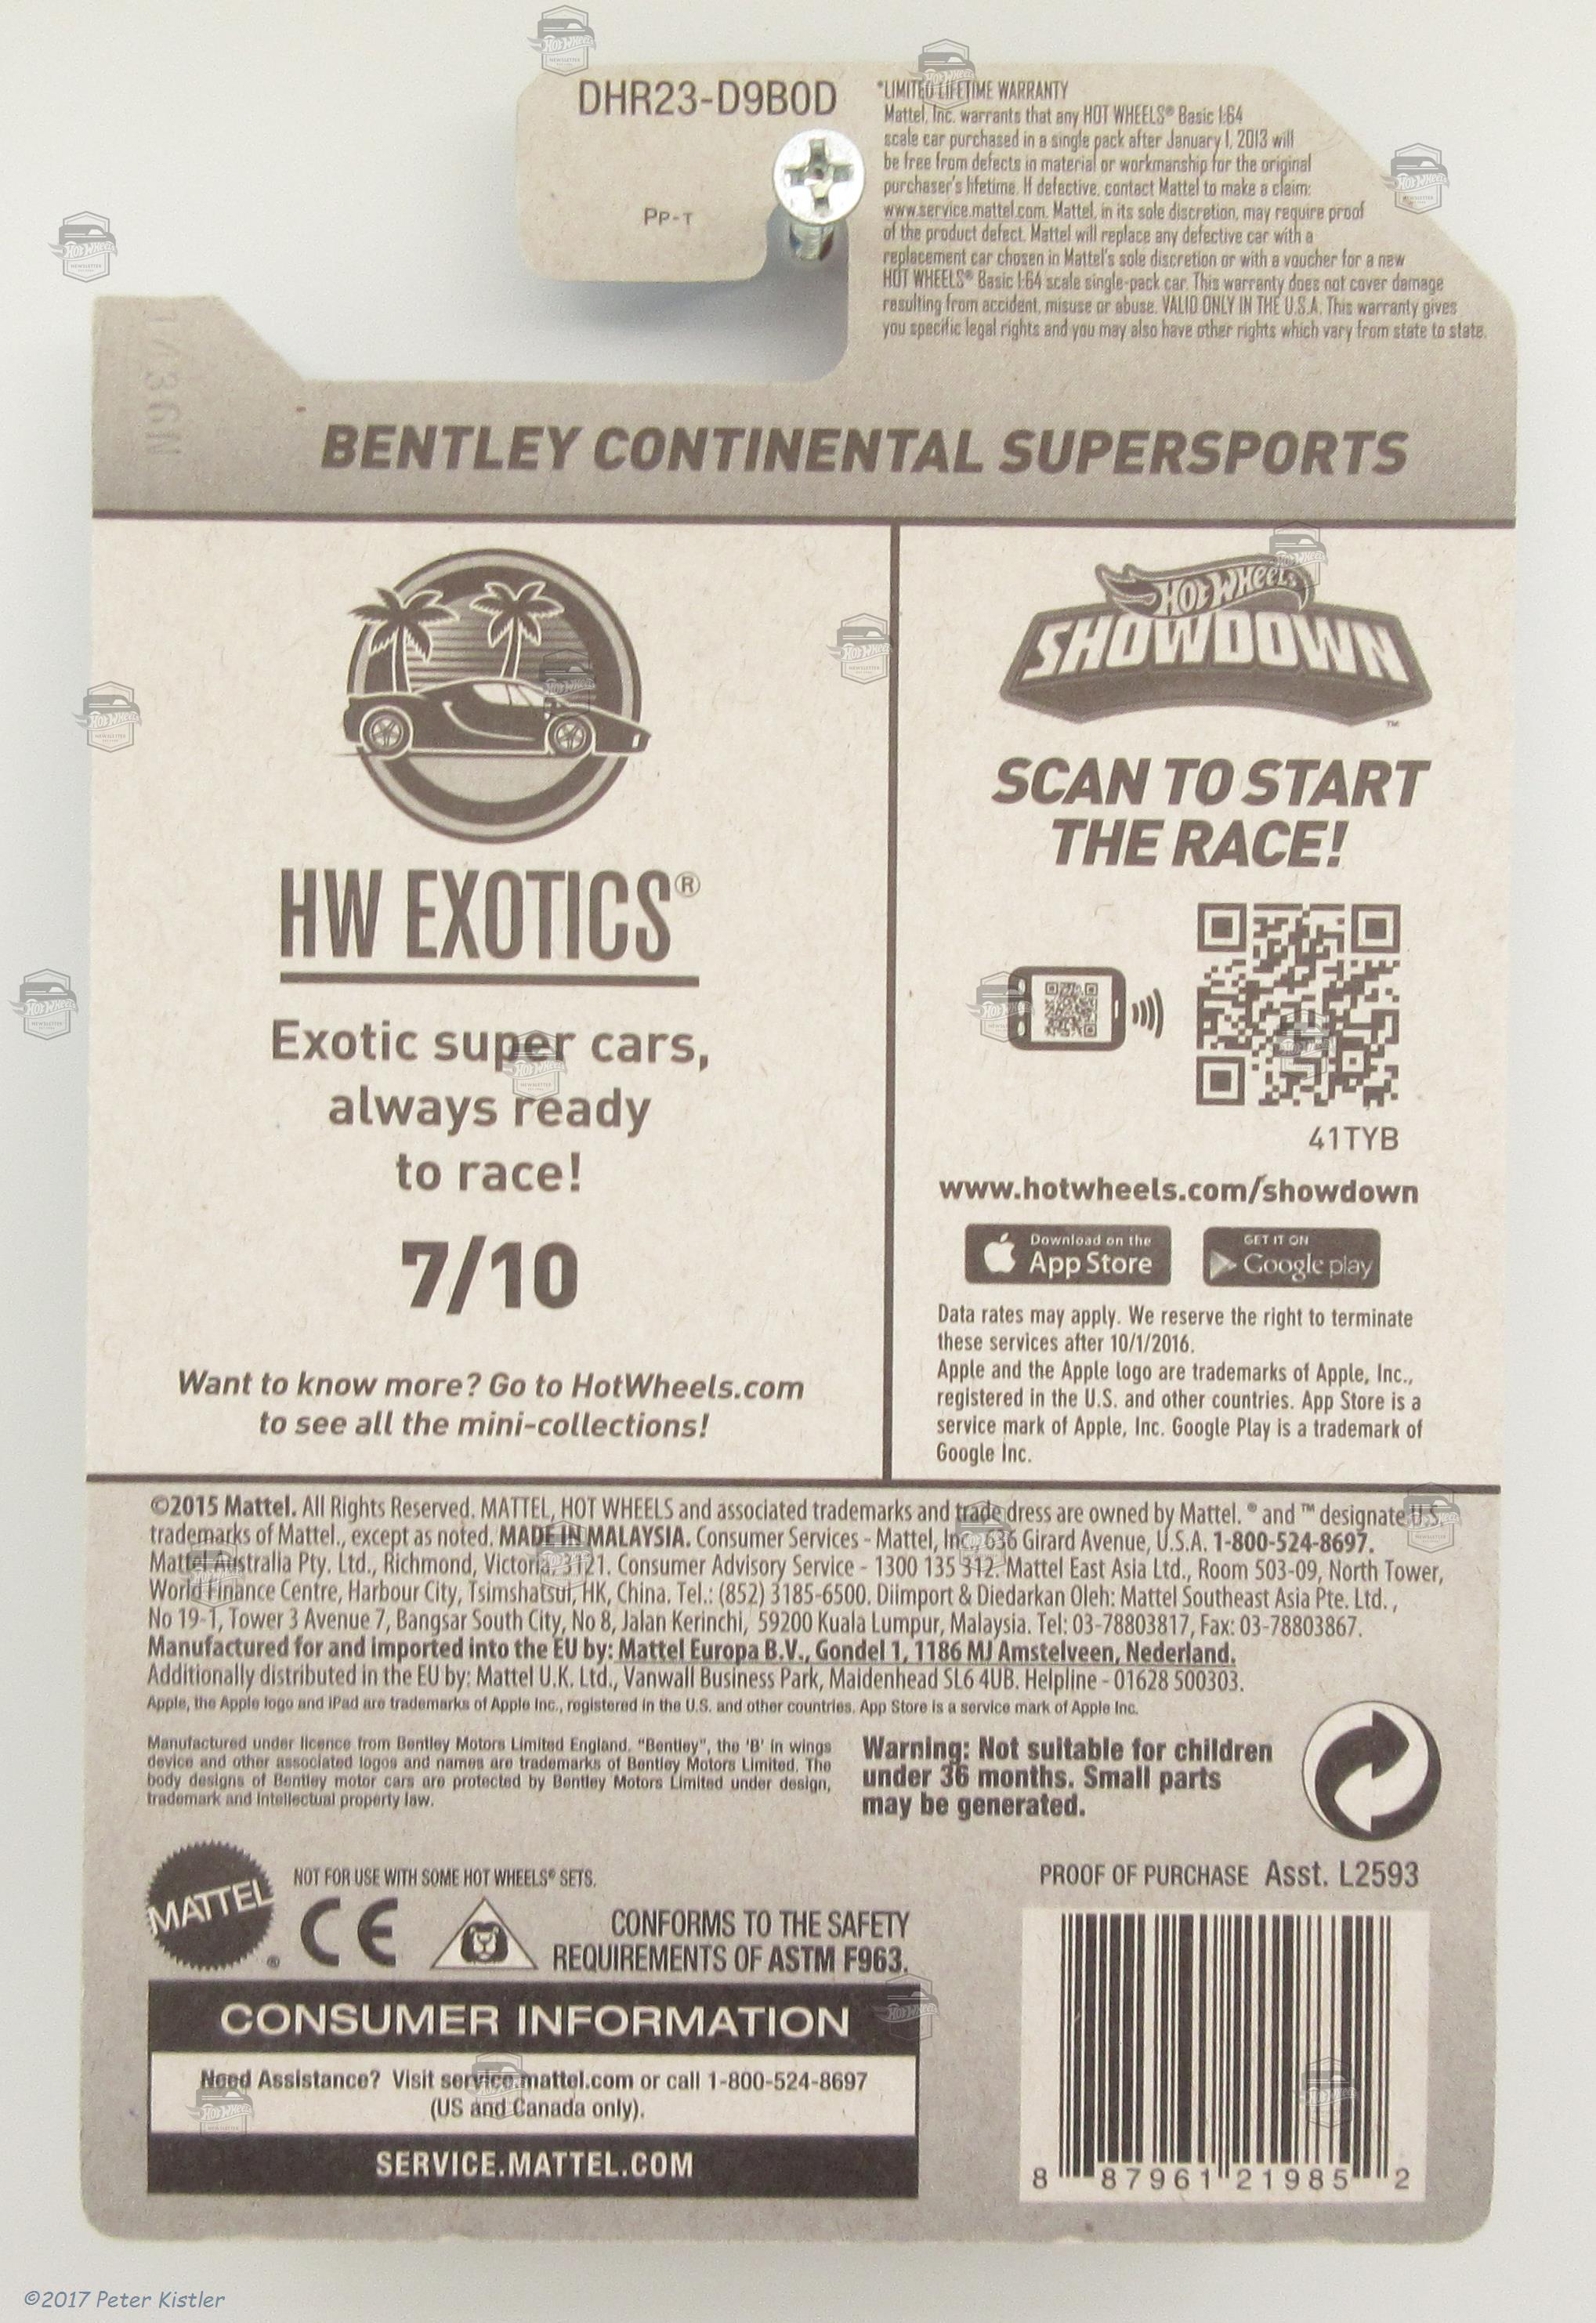 DHR23-D9B0D
PP-T
*LIMITED LIFETIME WARRANTY
Mattel, Inc. warrants that any HOT WHEELS® Basic 1:64
scale car purchased in a single pack after January 1, 2013 will
be free from defects in material or workmanship for the original
purchaser's lifetime. If defective, contact Mattel to make a claim:
www.service.mattel.com. Mattel, in its sole discretion, may require proof
of the product defect. Mattel will replace any defective car with a
replacement car chosen in Mattel's sole discretion or with a voucher for a new
HOT WHEELS® Basic 1:64 scale single-pack car. This warranty does not cover damage
resulting from accident, misuse or abuse. VALID ONLY IN THE U.S.A. This warranty gives
you specific legal rights and you may also have other rights which vary from state to state.
BENTLEY CONTINENTAL SUPERSPORTS
HW EXOTICS®
Exotic super cars,
always ready
to race!
7/10
Want to know more? Go to HotWheels.com
to see all the mini-collections!
HOT WHEELS
SHOWDOWN™
SCAN TO START
THE RACE!
41TYB
www.hotwheels.com/showdown
Download on the
App Store
GET IT ON
Google play
Data rates may apply. We reserve the right to terminate
these services after 10/1/2016.
Apple and the Apple logo are trademarks of Apple, Inc.,
registered in the U.S. and other countries. App Store is a
service mark of Apple, Inc. Google Play is a trademark of
Google Inc.
©2015 Mattel. All Rights Reserved. MATTEL, HOT WHEELS and associated trademarks and trade dress are owned by Mattel. ® and ™ designate U.S.
trademarks of Mattel., except as noted. MADE IN MALAYSIA. Consumer Services - Mattel, Inc., 636 Girard Avenue, U.S.A. 1-800-524-8697.
Mattel Australia Pty. Ltd., Richmond, Victoria. 3121. Consumer Advisory Service - 1300 135 312. Mattel East Asia Ltd., Room 503-09, North Tower,
World Finance Centre, Harbour City, Tsimshatsui, HK, China. Tel.: (852) 3185-6500. Diimport & Diedarkan Oleh: Mattel Southeast Asia Pte. Ltd. ,
No 19-1, Tower 3 Avenue 7, Bangsar South City, No 8, Jalan Kerinchi, 59200 Kuala Lumpur, Malaysia. Tel: 03-78803817, Fax: 03-78803867.
Manufactured for and imported into the EU by: Mattel Europa B.V., Gondel 1, 1186 MJ Amstelveen, Nederland.
Additionally distributed in the EU by: Mattel U.K. Ltd., Vanwall Business Park, Maidenhead SL6 4UB. Helpline - 01628 500303.
Apple, the Apple logo and iPad are trademarks of Apple Inc., registered in the U.S. and other countries. App Store is a service mark of Apple Inc.
Manufactured under licence from Bentley Motors Limited England. "Bentley", the 'B' in wings
device and other associated logos and names are trademarks of Bentley Motors Limited. The
body designs of Bentley motor cars are protected by Bentley Motors Limited under design,
trademark and intellectual property law.
Warning: Not suitable for children
under 36 months. Small parts
may be generated.
MATTEL®
NOT FOR USE WITH SOME HOT WHEELS® SETS.
CE
CONFORMS TO THE SAFETY
REQUIREMENTS OF ASTM F963.
CONSUMER INFORMATION
Need Assistance? Visit service.mattel.com or call 1-800-524-8697
(US and Canada only).
SERVICE.MATTEL.COM
PROOF OF PURCHASE Asst. L2593
8 87961 21985 2
©2017 Peter Kistler